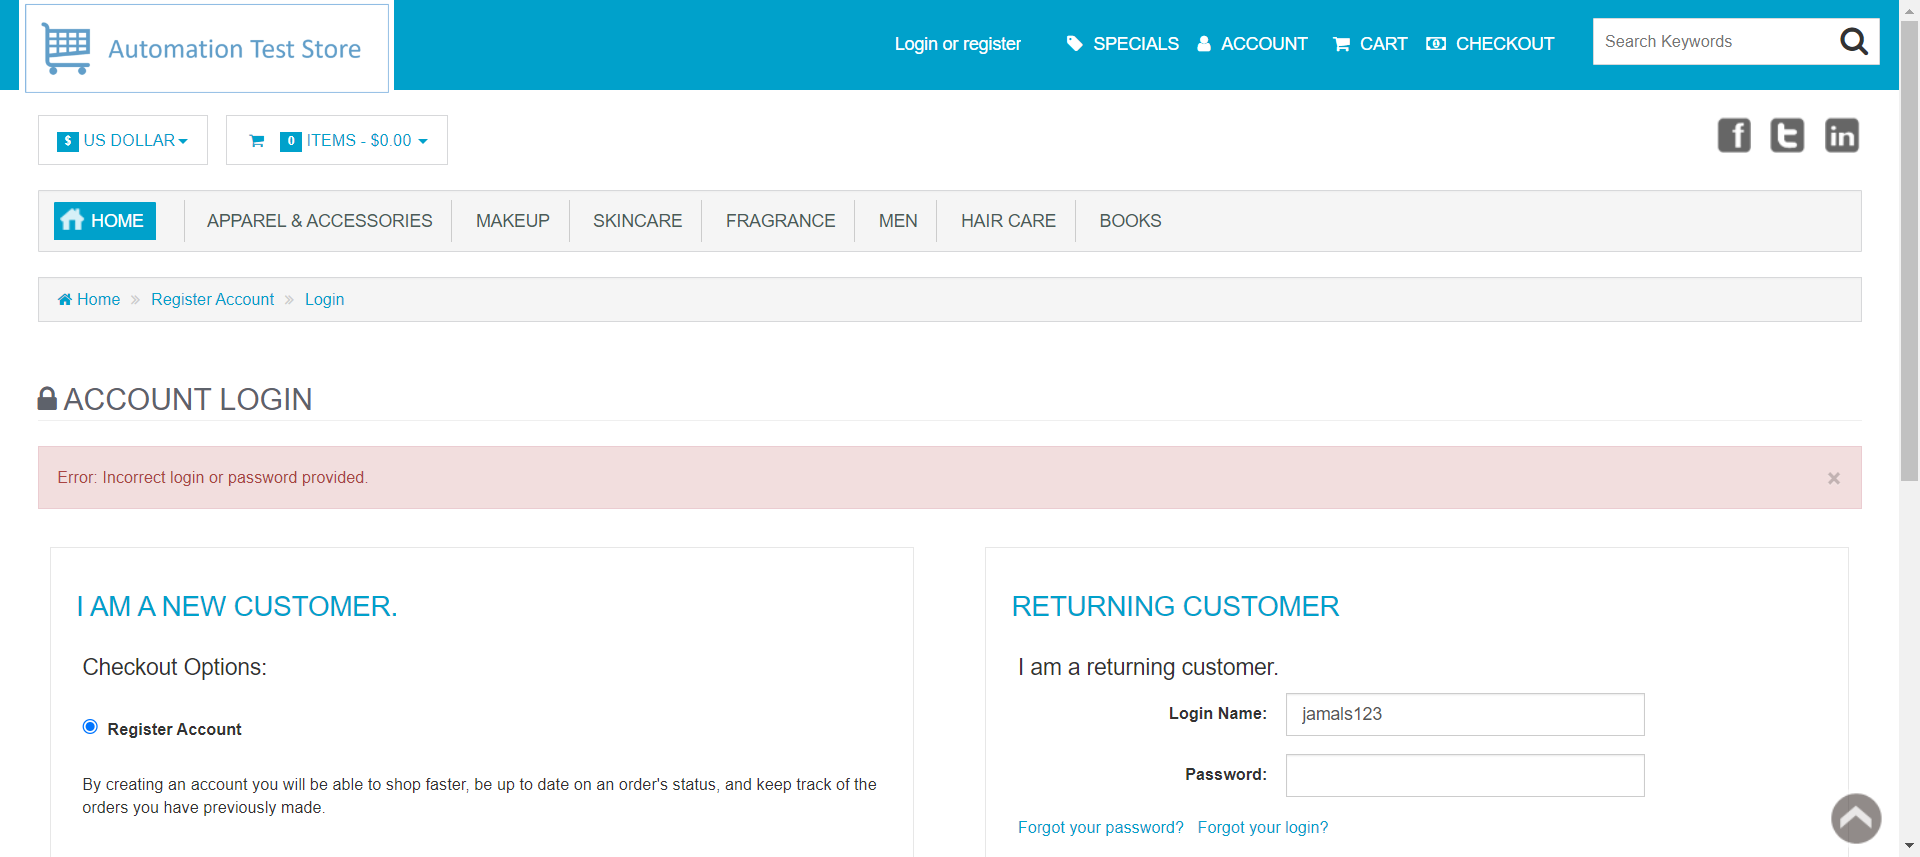 Automation Test Store
Login or register SPECIALS ACCOUNT CART CHECKOUT Search Keywords
$ US DOLLAR 0 ITEMS - $0.00
f t in
HOME APPAREL & ACCESSORIES MAKEUP SKINCARE FRAGRANCE MEN HAIR CARE BOOKS
Home » Register Account » Login
ACCOUNT LOGIN
Error: Incorrect login or password provided. ×
I AM A NEW CUSTOMER.
Checkout Options:
Register Account
By creating an account you will be able to shop faster, be up to date on an order's status, and keep track of the
orders you have previously made.
RETURNING CUSTOMER
I am a returning customer.
Login Name: jamals123
Password:
Forgot your password? Forgot your login?